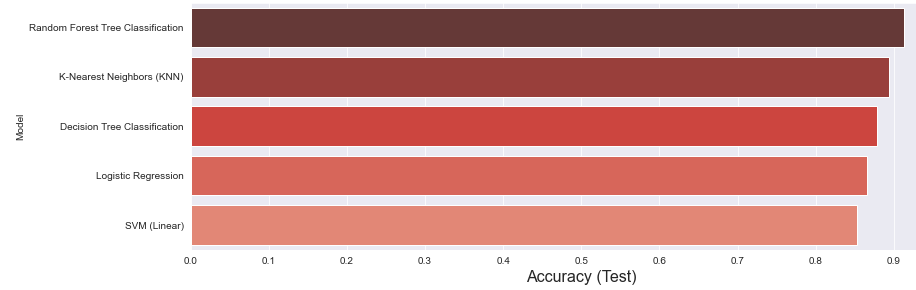 Random Forest Tree Classification
K-Nearest Neighbors (KNN)
Decision Tree Classification
Logistic Regression
SVM (Linear)
Model
0.0 0.1 0.2 0.3 0.4 0.5 0.6 0.7 0.8 0.9
Accuracy (Test)